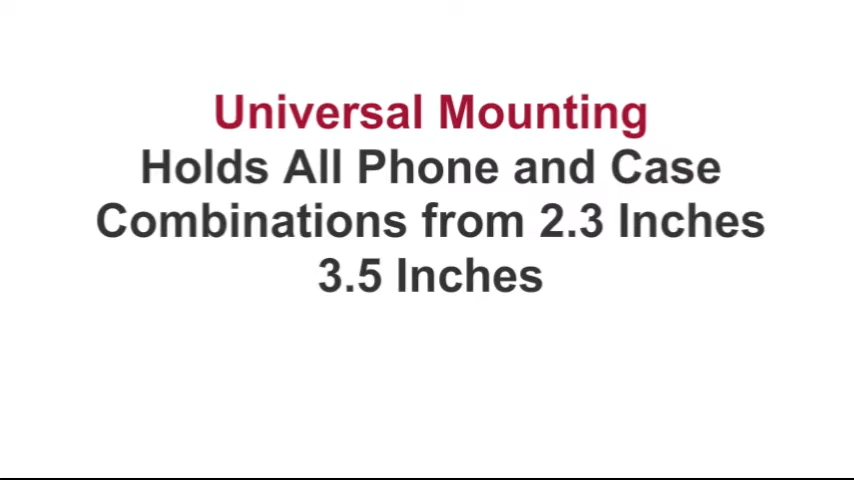 Universal Mounting
Holds All Phone and Case
Combinations from 2.3 Inches
3.5 Inches